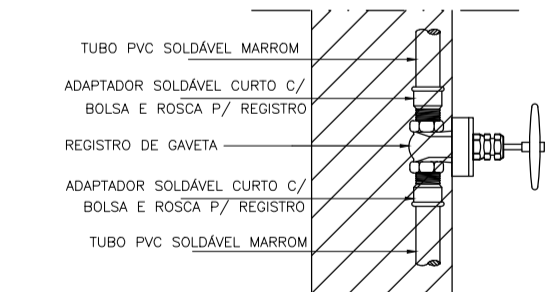 TUBO PVC SOLDÁVEL MARROM
ADAPTADOR SOLDÁVEL CURTO C/
BOLSA E ROSCA P/ REGISTRO
REGISTRO DE GAVETA
ADAPTADOR SOLDÁVEL CURTO C/
BOLSA E ROSCA P/ REGISTRO
TUBO PVC SOLDÁVEL MARROM